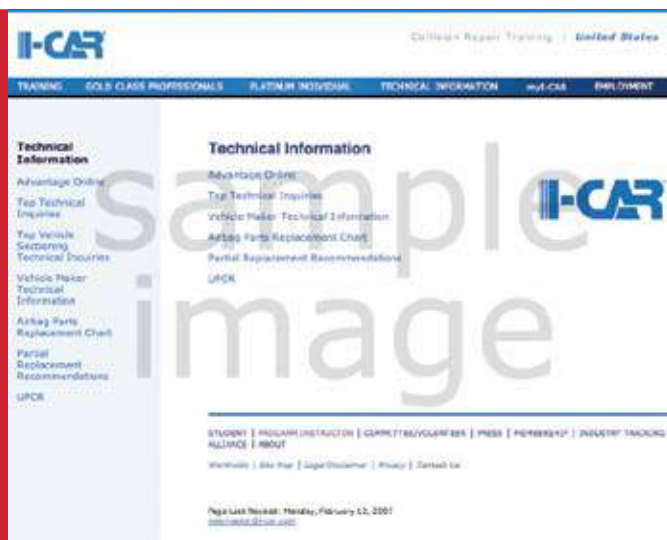 I-CAR
Collision Repair Training | United States
TRAINING GOLD CLASS PROFESSIONALS PLATINUM INDIVIDUAL TECHNICAL INFORMATION myI-CAR EMPLOYMENT
Technical
Information
Advantage Online
Top Technical
Inquiries
Top Vehicle
Sectioning
Technical Inquiries
Vehicle Maker
Technical
Information
Airbag Parts
Replacement Chart
Partial
Replacement
Recommendations
UPCR
Technical Information
Advantage Online
Top Technical Inquiries
Vehicle Maker Technical Information
Airbag Parts Replacement Chart
Partial Replacement Recommendations
UPCR
I-CAR
sample
image
STUDENT | PROGRAM INSTRUCTOR | COMMITTEE/VOLUNTEER | PRESS | MEMBERSHIP | INDUSTRY TRAINING
ALLIANCE | ABOUT
Worldwide | Site Map | Legal/Disclaimer | Privacy | Contact Us
Page Last Revised: Monday, February 12, 2007